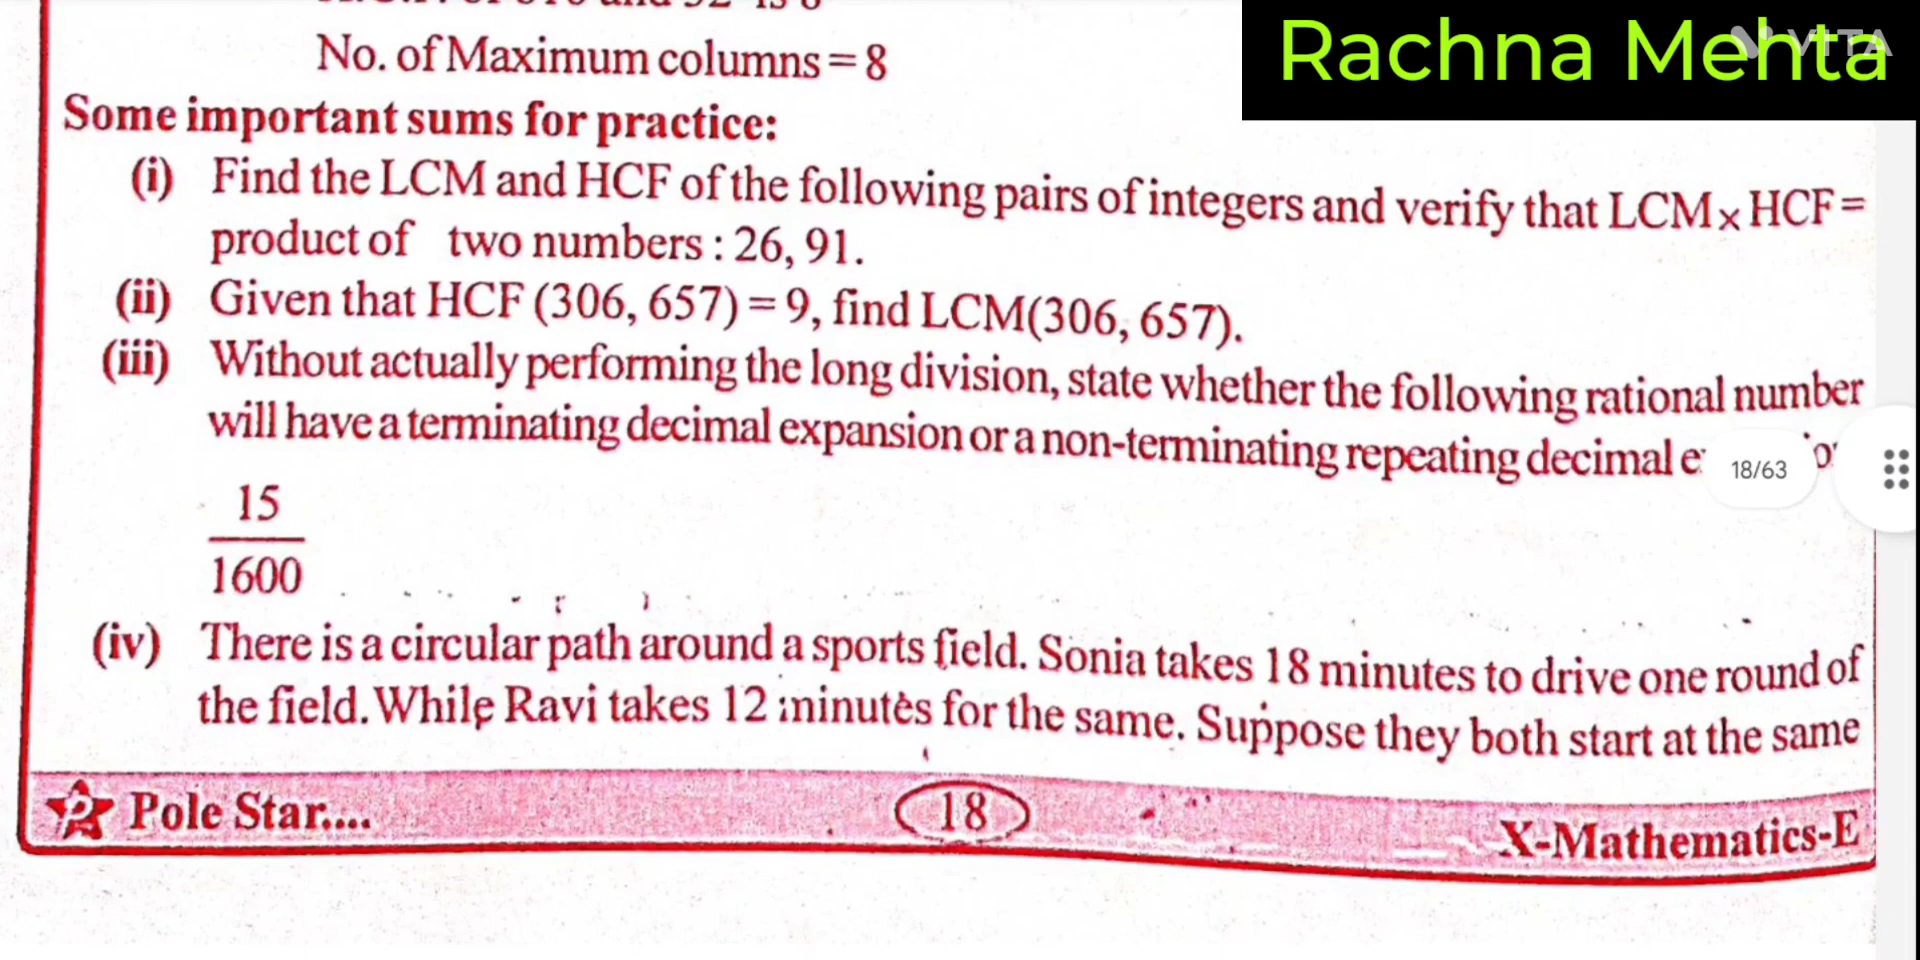 Rachna Mehta
VITA
No. of Maximum columns = 8
Some important sums for practice:
(i) Find the LCM and HCF of the following pairs of integers and verify that LCM × HCF =
product of two numbers : 26, 91.
(ii) Given that HCF (306, 657) = 9, find LCM(306, 657).
(iii) Without actually performing the long division, state whether the following rational number
will have a terminating decimal expansion or a non-terminating repeating decimal
18/63
15
1600
(iv) There is a circular path around a sports field. Sonia takes 18 minutes to drive one round of
the field. While Ravi takes 12 minutes for the same. Suppose they both start at the same
Pole Star....
18
X-Mathematics-E